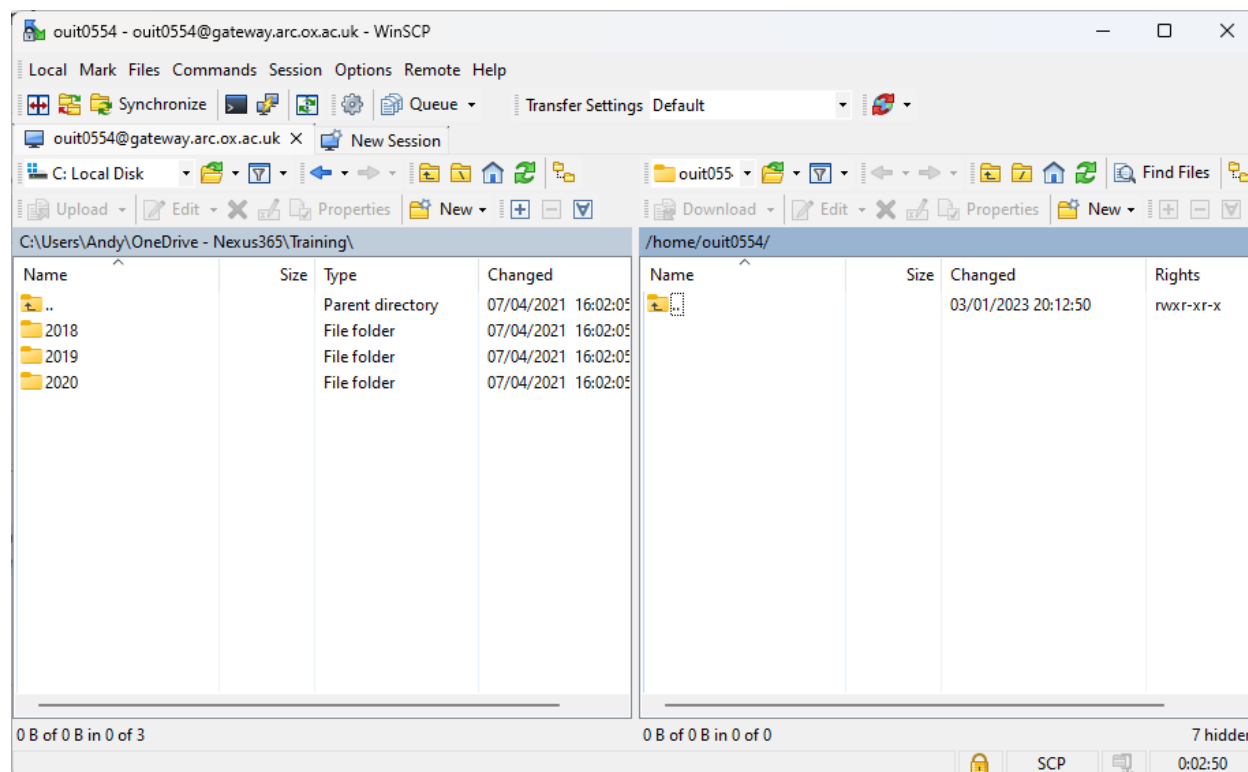 ouit0554 - ouit0554@gateway.arc.ox.ac.uk - WinSCP
Local Mark Files Commands Session Options Remote Help
Synchronize Queue Transfer Settings Default
ouit0554@gateway.arc.ox.ac.uk X New Session
C: Local Disk ouit055 Find Files
Upload Edit Properties New Download Edit Properties New
C:\Users\Andy\OneDrive - Nexus365\Training\ /home/ouit0554/
Name Size Type Changed Name Size Changed Rights
.. Parent directory 07/04/2021 16:02:05 .. 03/01/2023 20:12:50 rwxr-xr-x
2018 File folder 07/04/2021 16:02:05
2019 File folder 07/04/2021 16:02:05
2020 File folder 07/04/2021 16:02:05
0 B of 0 B in 0 of 3 0 B of 0 B in 0 of 0 7 hidden
SCP 0:02:50